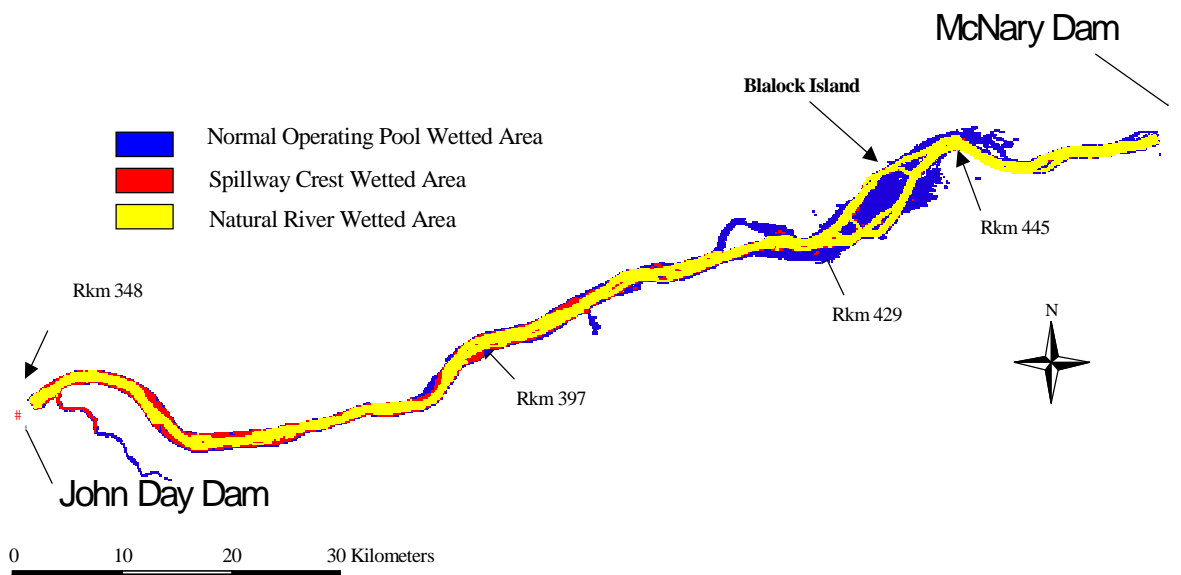 McNary Dam
Blalock Island
Normal Operating Pool Wetted Area
Spillway Crest Wetted Area
Natural River Wetted Area
Rkm 445
Rkm 348
Rkm 429
N
Rkm 397
#
John Day Dam
0 10 20 30 Kilometers